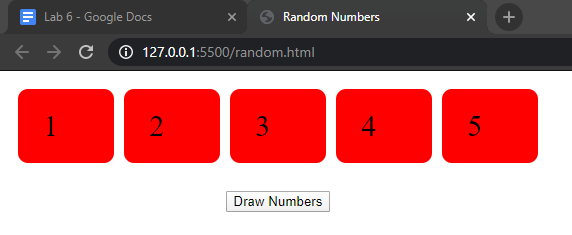 Lab 6 - Google Docs
Random Numbers
127.0.0.1:5500/random.html
1 2 3 4 5
Draw Numbers